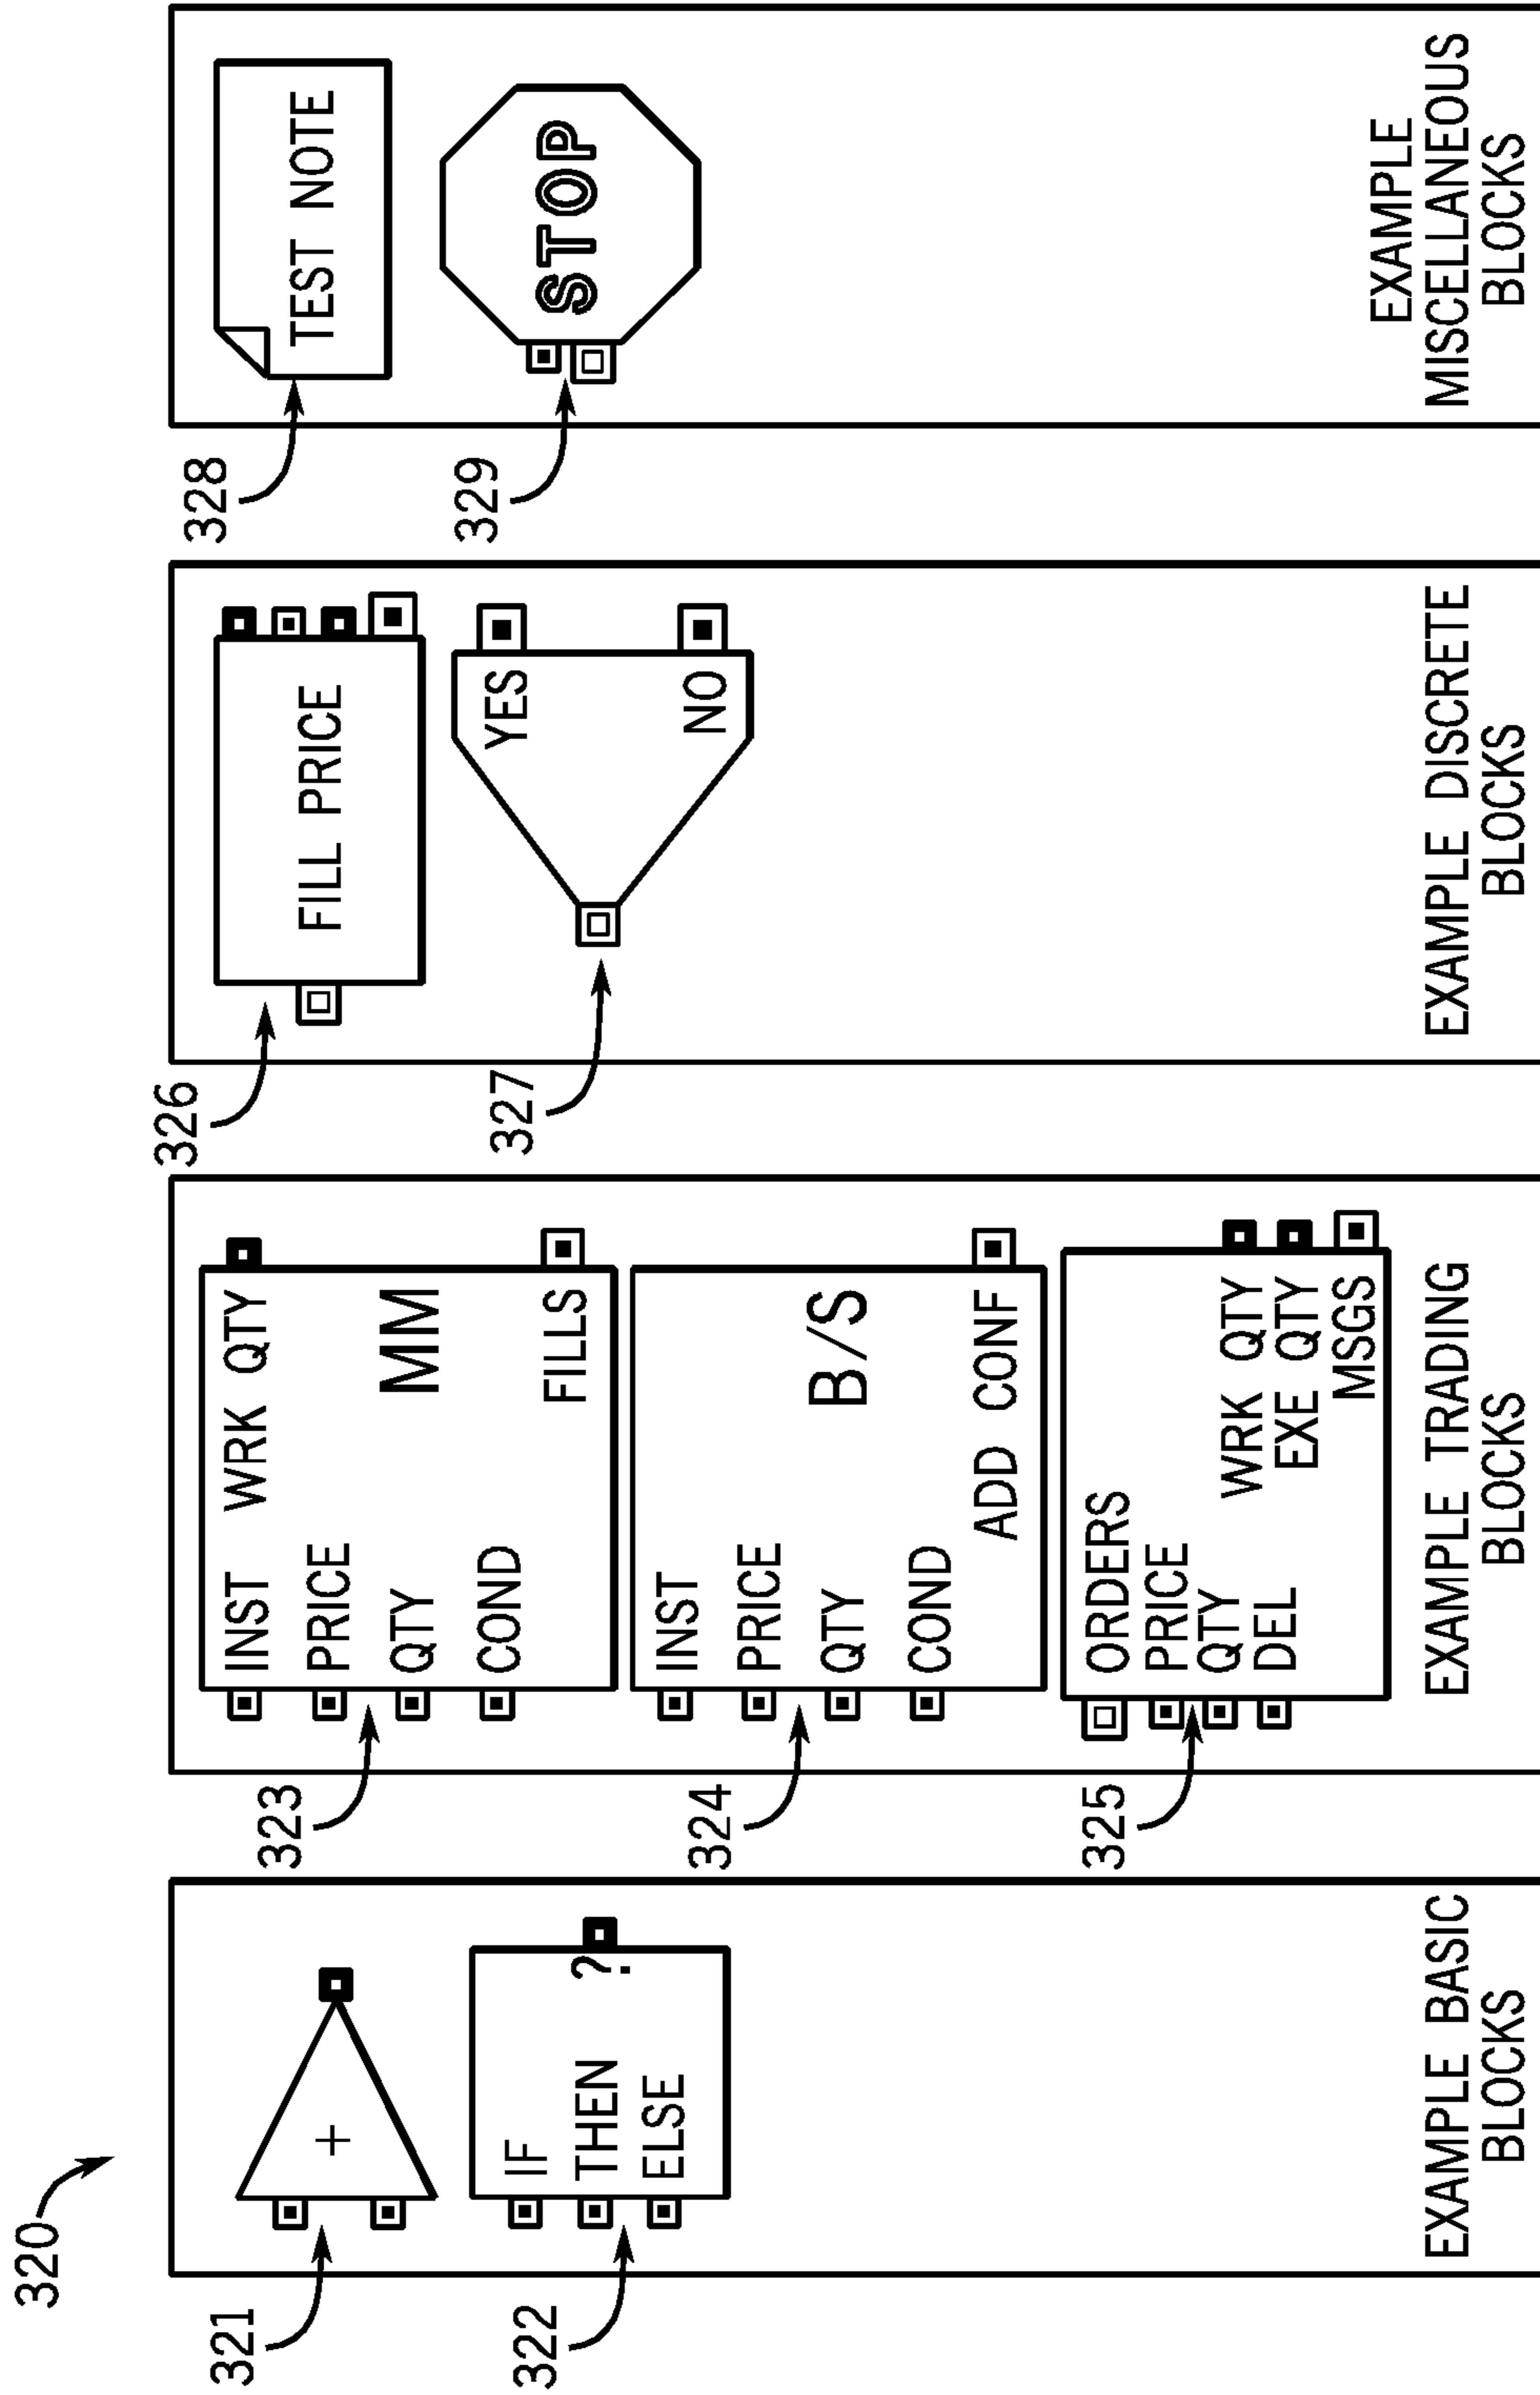 320
321
+
322
IF
THEN ?
ELSE
EXAMPLE BASIC
BLOCKS
323
INST WRK QTY
PRICE
QTY MM
COND
FILLS
324
INST
PRICE
QTY B/S
COND
ADD CONF
325
ORDERS
PRICE
QTY WRK QTY
DEL EXE QTY
MSGS
EXAMPLE TRADING
BLOCKS
326
FILL PRICE
327
YES
NO
EXAMPLE DISCRETE
BLOCKS
328
TEST NOTE
329
STOP
EXAMPLE
MISCELLANEOUS
BLOCKS